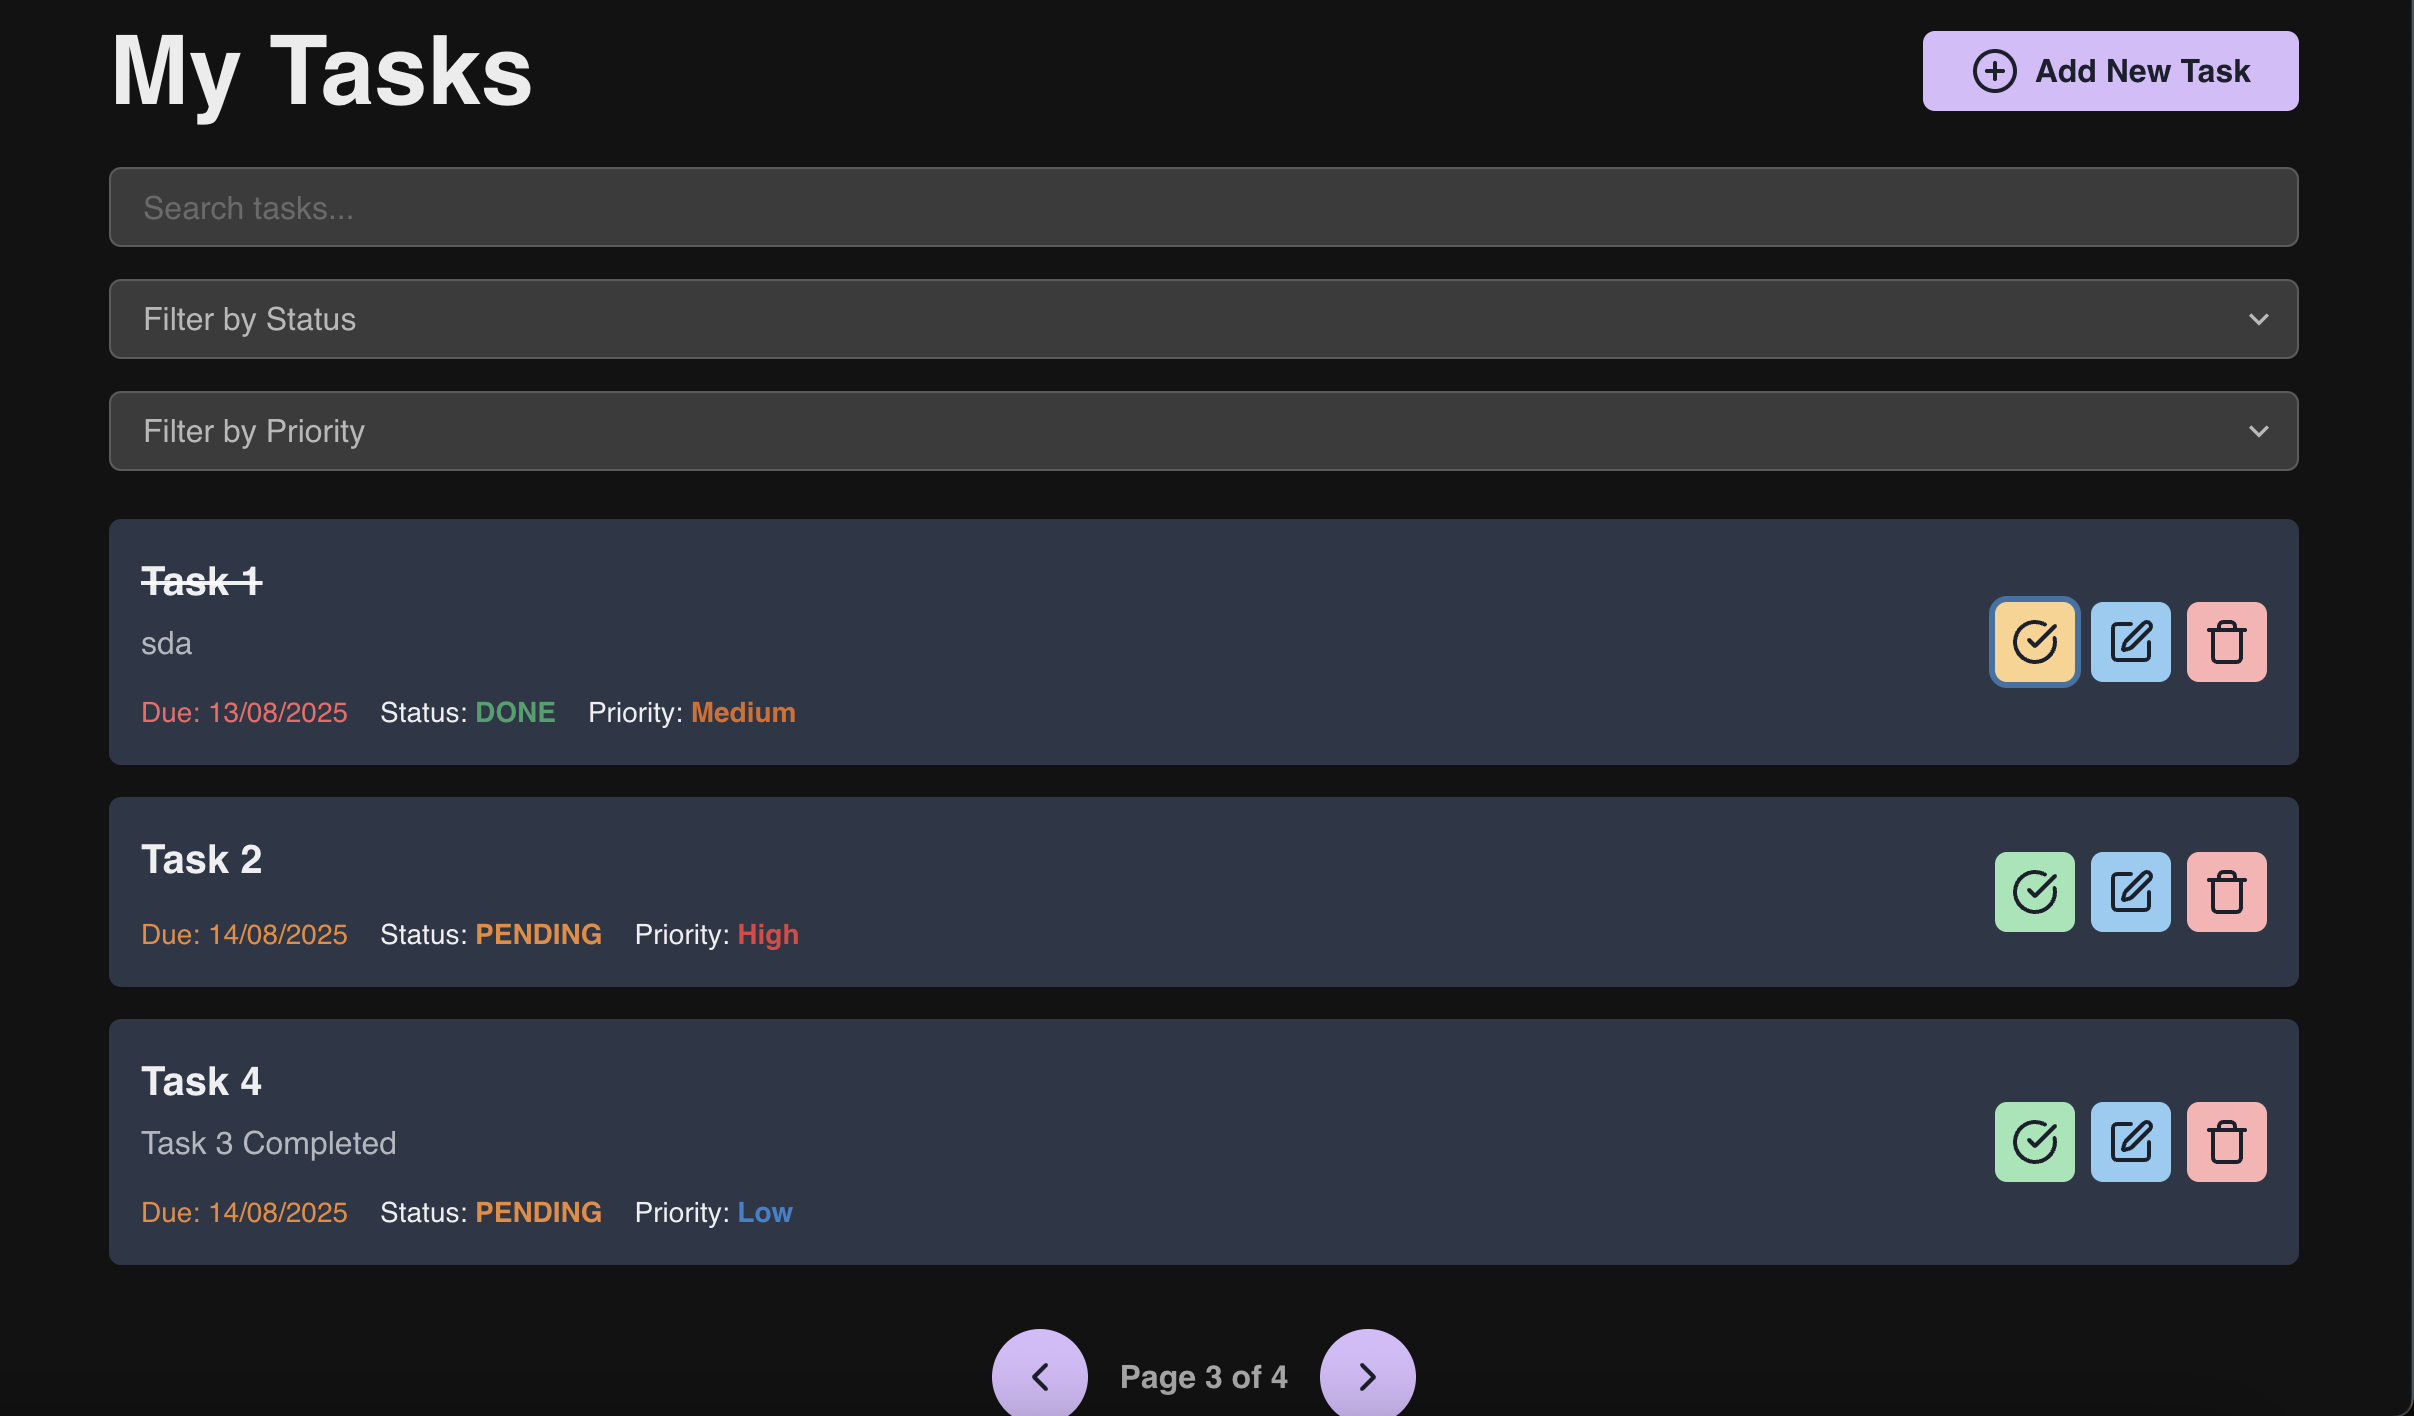 My Tasks
Add New Task
Search tasks...
Filter by Status
Filter by Priority
Task 1
sda
Due: 13/08/2025 Status: DONE Priority: Medium
Task 2
Due: 14/08/2025 Status: PENDING Priority: High
Task 4
Task 3 Completed
Due: 14/08/2025 Status: PENDING Priority: Low
Page 3 of 4